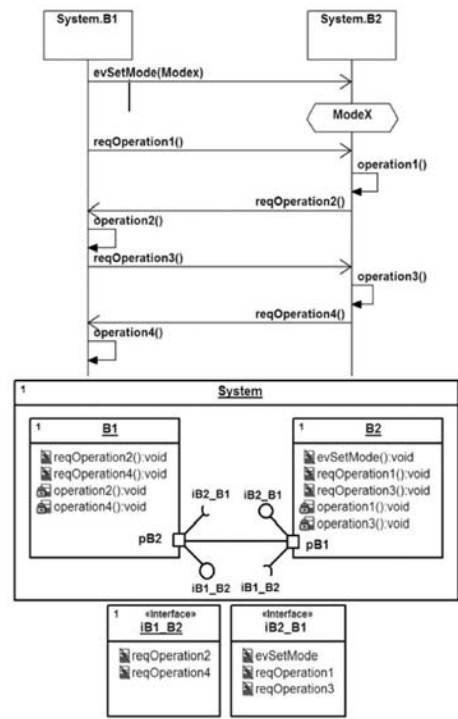 System.B1
System.B2
evSetMode(Modex)
ModeX
reqOperation1()
operation1()
reqOperation2()
operation2()
reqOperation3()
operation3()
reqOperation4()
operation4()
1 System
1 B1
reqOperation2():void
reqOperation4():void
operation2():void
operation4():void
1 B2
evSetMode():void
reqOperation1():void
reqOperation3():void
operation1():void
operation3():void
iB2_B1 iB2_B1
pB2 pB1
iB1_B2 iB1_B2
1 «Interface»
iB1_B2
reqOperation2
reqOperation4
«Interface»
iB2_B1
evSetMode
reqOperation1
reqOperation3